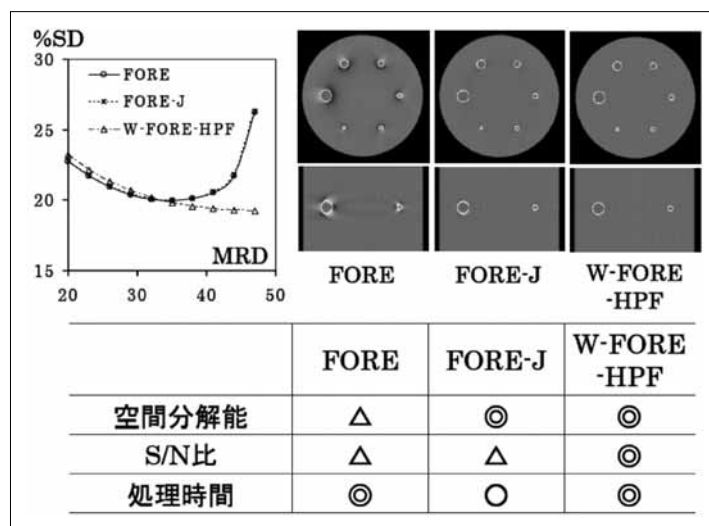 %SD
30
25
20
15
20 30 40 50
MRD
FORE
FORE-J
W-FORE-HPF
FORE FORE-J W-FORE
-HPF
FORE FORE-J W-FORE
-HPF
空間分解能 △ ◎ ◎
S/N比 △ △ ◎
処理時間 ◎ ○ ◎